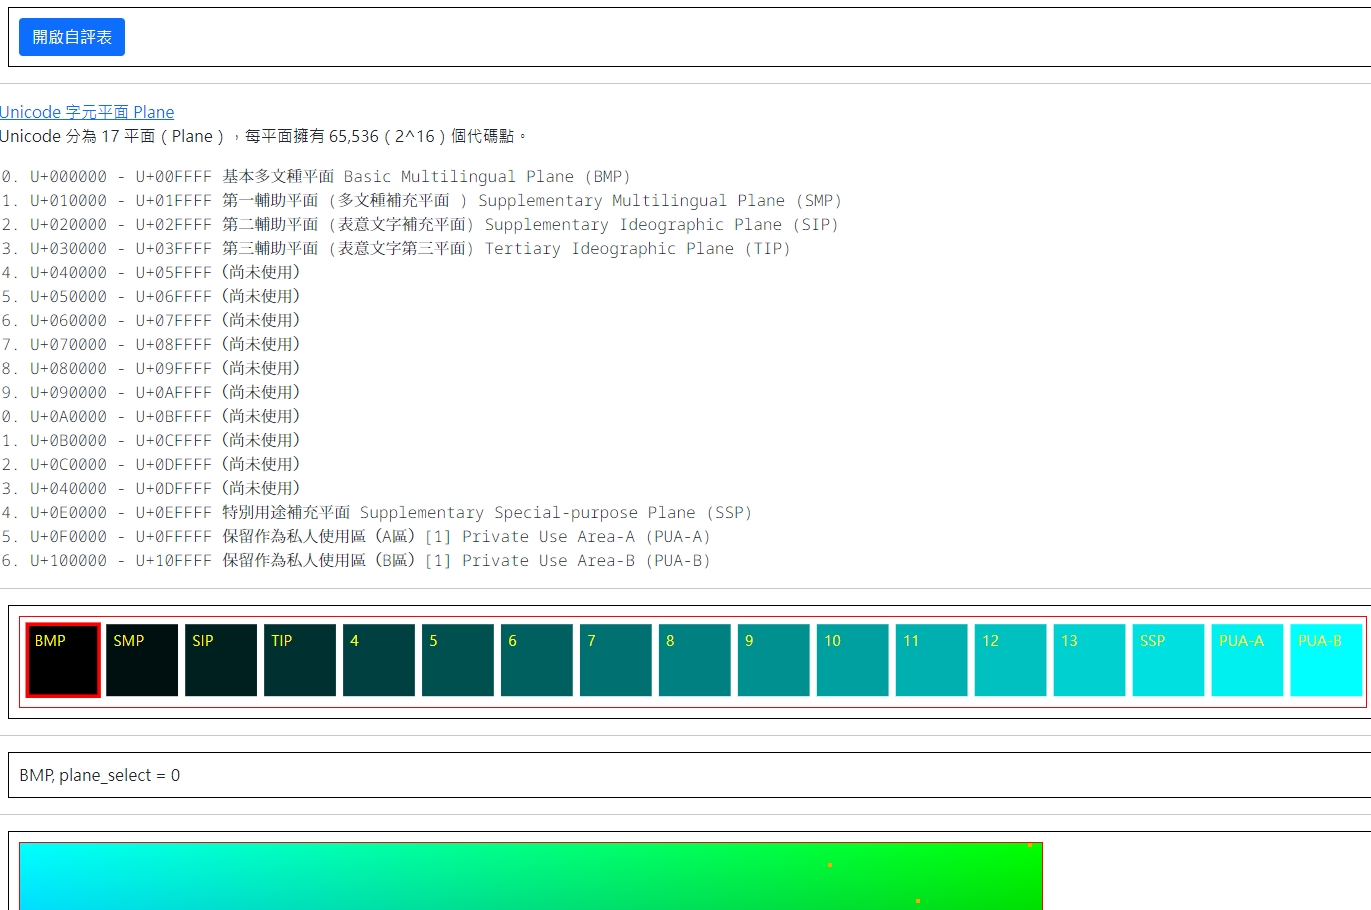 開啟自評表
Unicode 字元平面 Plane
Unicode 分為 17 平面（Plane），每平面擁有 65,536（2^16）個代碼點。
0. U+000000 - U+00FFFF 基本多文種平面 Basic Multilingual Plane (BMP)
1. U+010000 - U+01FFFF 第一輔助平面 (多文種補充平面 ) Supplementary Multilingual Plane (SMP)
2. U+020000 - U+02FFFF 第二輔助平面 (表意文字補充平面) Supplementary Ideographic Plane (SIP)
3. U+030000 - U+03FFFF 第三輔助平面 (表意文字第三平面) Tertiary Ideographic Plane (TIP)
4. U+040000 - U+05FFFF（尚未使用）
5. U+050000 - U+06FFFF（尚未使用）
6. U+060000 - U+07FFFF（尚未使用）
7. U+070000 - U+08FFFF（尚未使用）
8. U+080000 - U+09FFFF（尚未使用）
9. U+090000 - U+0AFFFF（尚未使用）
0. U+0A0000 - U+0BFFFF（尚未使用）
1. U+0B0000 - U+0CFFFF（尚未使用）
2. U+0C0000 - U+0DFFFF（尚未使用）
3. U+040000 - U+0DFFFF（尚未使用）
4. U+0E0000 - U+0EFFFF 特別用途補充平面 Supplementary Special-purpose Plane (SSP)
5. U+0F0000 - U+0FFFFF 保留作為私人使用區（A區）[1] Private Use Area-A (PUA-A)
6. U+100000 - U+10FFFF 保留作為私人使用區（B區）[1] Private Use Area-B (PUA-B)
BMP SMP SIP TIP 4 5 6 7 8 9 10 11 12 13 SSP PUA-A PUA-B
BMP, plane_select = 0